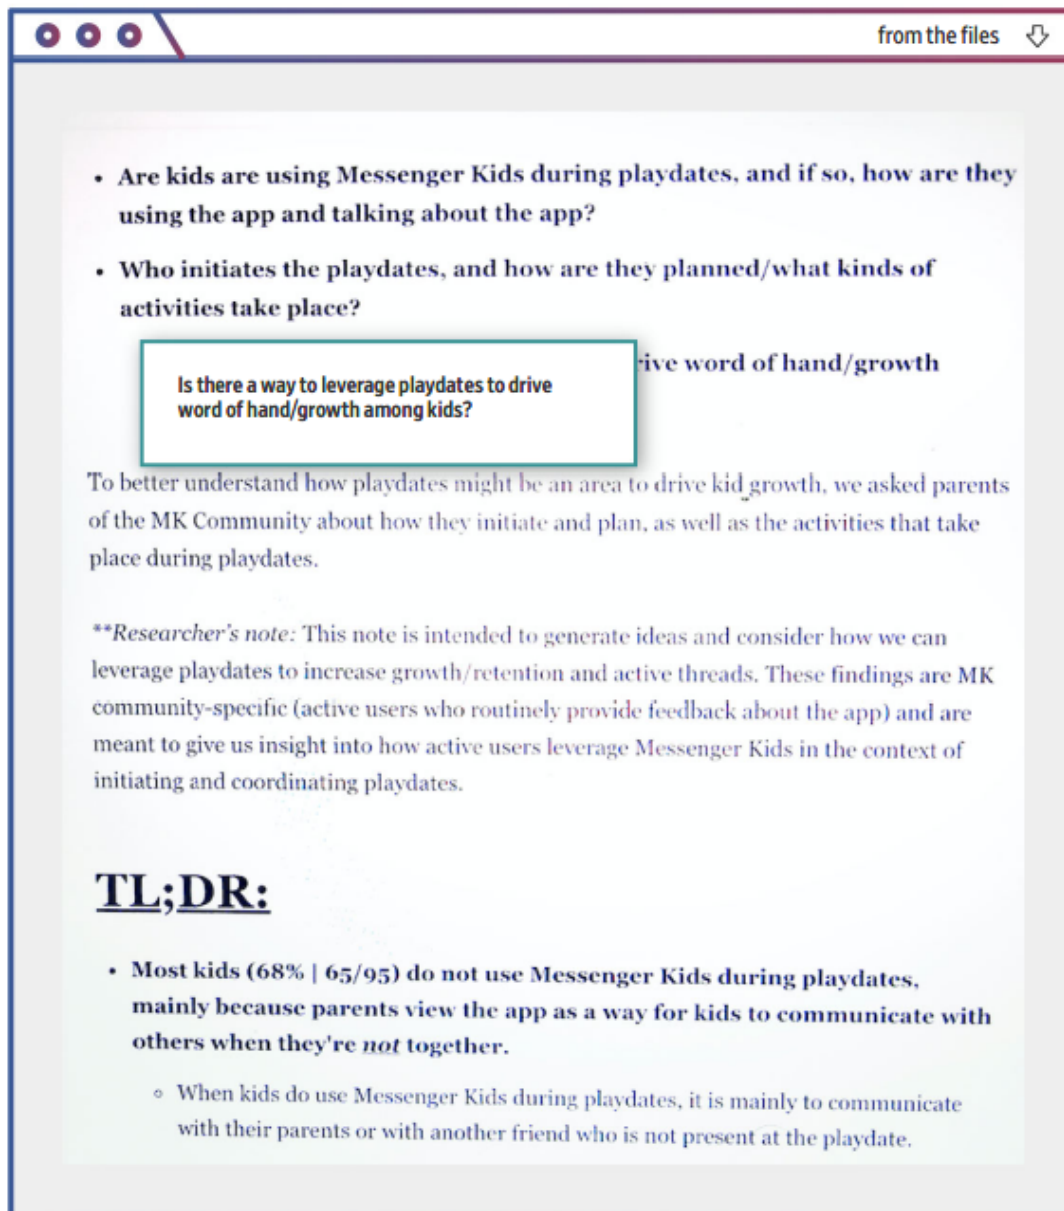 from the files
• Are kids are using Messenger Kids during playdates, and if so, how are they
using the app and talking about the app?
• Who initiates the playdates, and how are they planned/what kinds of
activities take place?
rive word of hand/growth
Is there a way to leverage playdates to drive
word of hand/growth among kids?
To better understand how playdates might be an area to drive kid growth, we asked parents
of the MK Community about how they initiate and plan, as well as the activities that take
place during playdates.
**Researcher's note: This note is intended to generate ideas and consider how we can
leverage playdates to increase growth/retention and active threads. These findings are MK
community-specific (active users who routinely provide feedback about the app) and are
meant to give us insight into how active users leverage Messenger Kids in the context of
initiating and coordinating playdates.
TL;DR:
• Most kids (68% | 65/95) do not use Messenger Kids during playdates,
mainly because parents view the app as a way for kids to communicate with
others when they're not together.
◦ When kids do use Messenger Kids during playdates, it is mainly to communicate
with their parents or with another friend who is not present at the playdate.